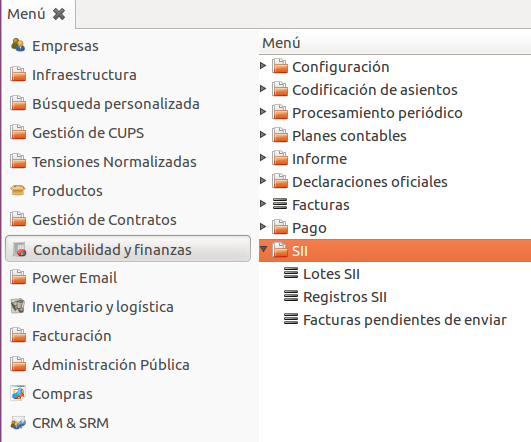 Menú
Empresas
Infraestructura
Búsqueda personalizada
Gestión de CUPS
Tensiones Normalizadas
Productos
Gestión de Contratos
Contabilidad y finanzas
Power Email
Inventario y logística
Facturación
Administración Pública
Compras
CRM & SRM
Menú
Configuración
Codificación de asientos
Procesamiento periódico
Planes contables
Informe
Declaraciones oficiales
Facturas
Pago
SII
Lotes SII
Registros SII
Facturas pendientes de enviar